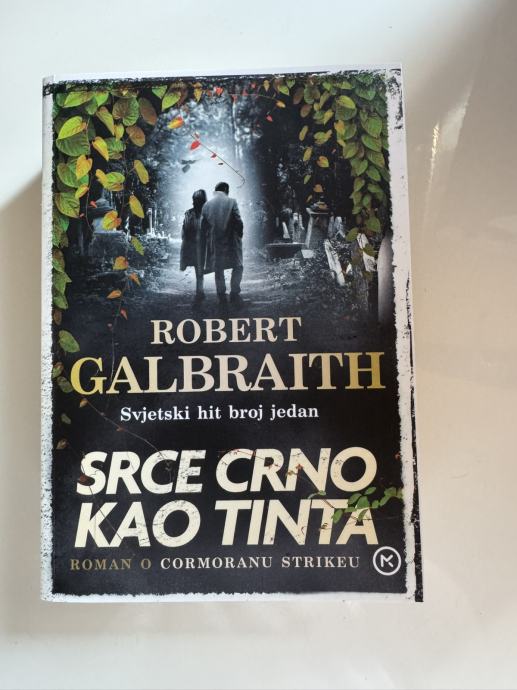 ROBERT
GALBRAITH
Svjetski hit broj jedan
SRCE CRNO
KAO TINTA
ROMAN O CORMORANU STRIKEU